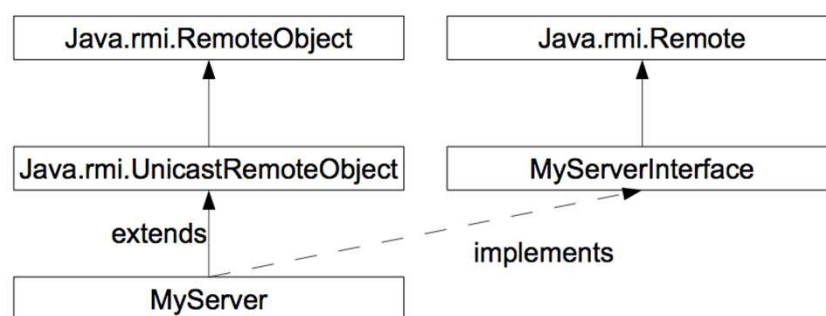 Java.rmi.RemoteObject
Java.rmi.Remote
Java.rmi.UnicastRemoteObject
MyServerInterface
extends
implements
MyServer